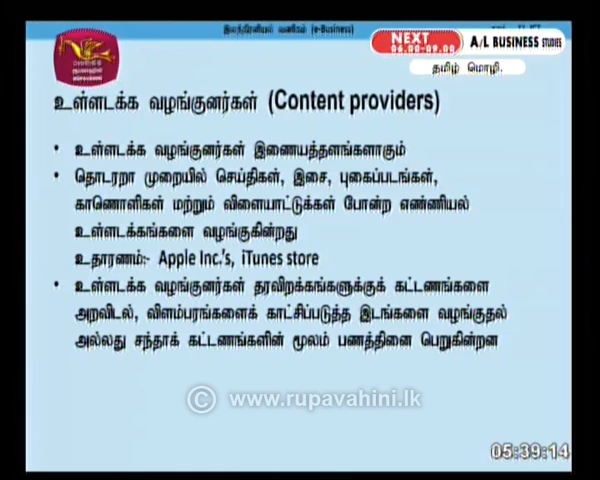 இலத்திரனியல் வணிகம் (e-Business)
NEXT
06.00-09.00
A/L BUSINESS STUDIES
தமிழ் மொழி.
உள்ளடக்க வழங்குனர்கள் (Content providers)
• உள்ளடக்க வழங்குனர்கள் இணையத்தளங்களாகும்
• தொடரறா முறையில் செய்திகள், இசை, புகைப்படங்கள்,
காணொளிகள் மற்றும் விளையாட்டுக்கள் போன்ற எண்ணியல்
உள்ளடக்கங்களை வழங்குகின்றது
உதாரணம்:- Apple Inc.'s, iTunes store
• உள்ளடக்க வழங்குனர்கள் தரவிறக்கங்களுக்குக் கட்டணங்களை
அறவிடல், விளம்பரங்களைக் காட்சிப்படுத்த இடங்களை வழங்குதல்
அல்லது சந்தாக் கட்டணங்களின் மூலம் பணத்தினை பெறுகின்றன
© www.rupavahini.lk
05:39:14